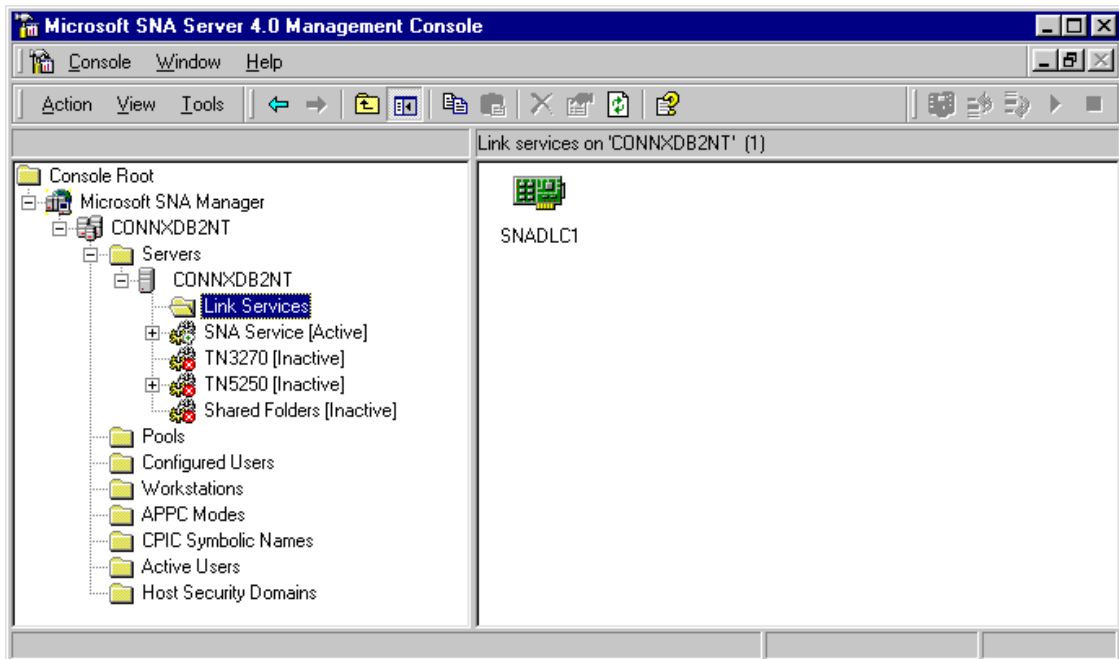 Microsoft SNA Server 4.0 Management Console
Console Window Help
Action View Tools
Link services on 'CONNXDB2NT' (1)
Console Root
Microsoft SNA Manager
CONNXDB2NT
Servers
CONNXDB2NT
Link Services
SNA Service [Active]
TN3270 [Inactive]
TN5250 [Inactive]
Shared Folders [Inactive]
Pools
Configured Users
Workstations
APPC Modes
CPIC Symbolic Names
Active Users
Host Security Domains
SNADLC1